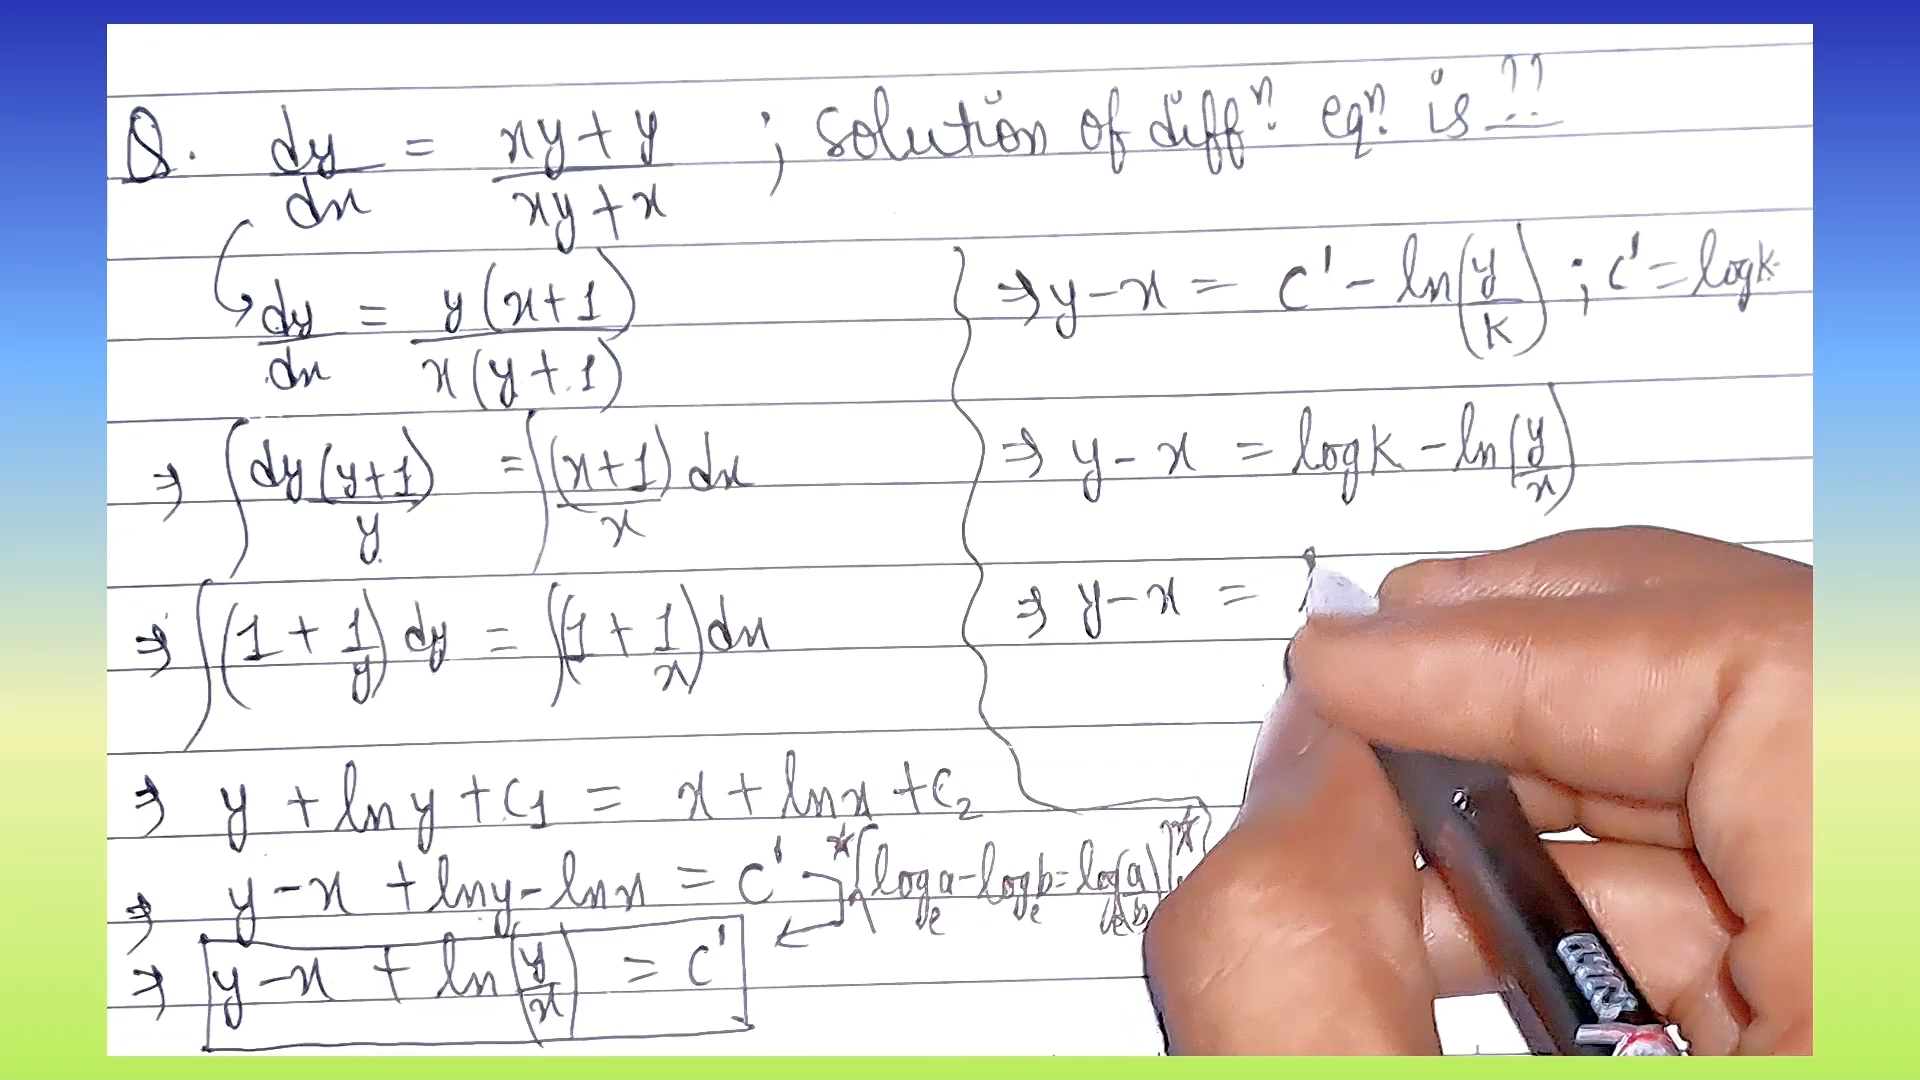 Q. dy/dx = xy+y / xy+x ; solution of diffⁿ. eqⁿ. is ..??
dy/dx = y(x+1) / x(y+1)
⇒ ∫ dy(y+1)/y = ∫ (x+1)/x dx
⇒ ∫ (1 + 1/y) dy = ∫ (1 + 1/x) dx
⇒ y + ln y + C1 = x + ln x + C2
⇒ y - x + ln y - ln x = C'
*[logₑa - logₑb = logₑ(a/b)]*
⇒ y - x + ln(y/x) = C'
⇒ y - x = C' - ln(y/k) ; C' = log k
⇒ y - x = log k - ln(y/x)
⇒ y - x =